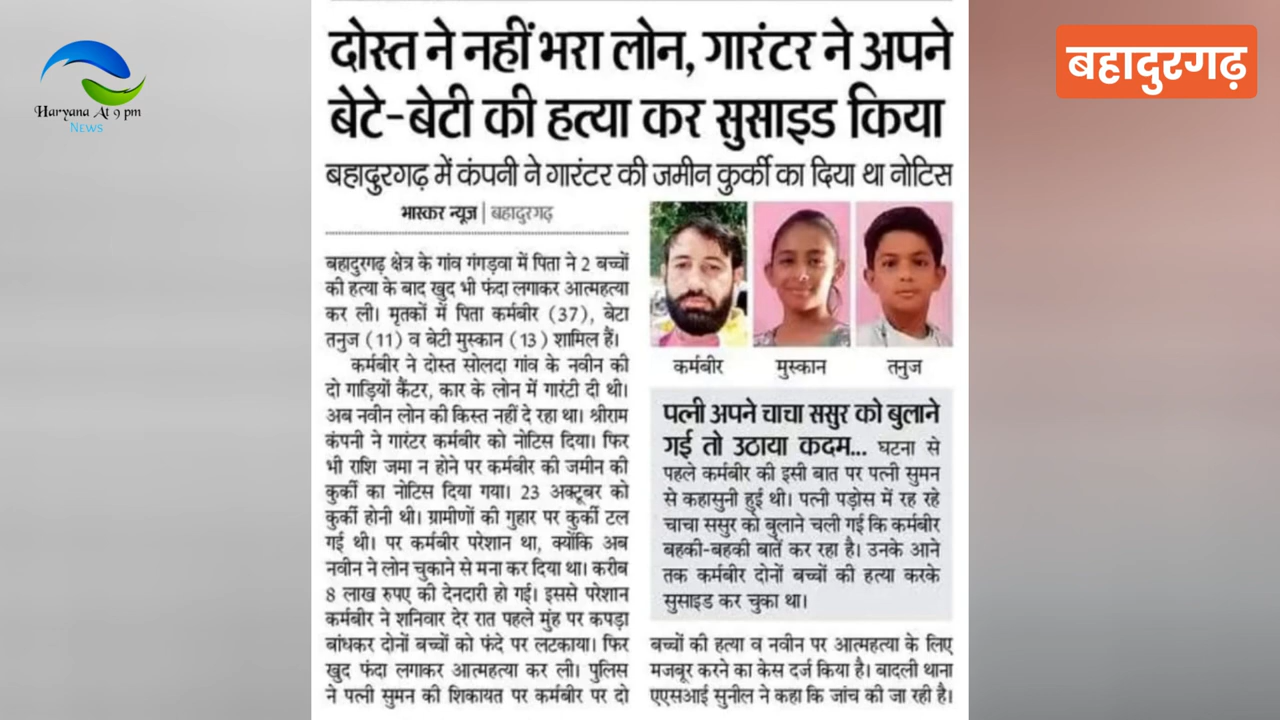 Haryana At 9 pm
News
बहादुरगढ़
दोस्त ने नहीं भरा लोन, गारंटर ने अपने
बेटे-बेटी की हत्या कर सुसाइड किया
बहादुरगढ़ में कंपनी ने गारंटर की जमीन कुर्की का दिया था नोटिस
भास्कर न्यूज़ | बहादुरगढ़
बहादुरगढ़ क्षेत्र के गांव गंगड़वा में पिता ने 2 बच्चों
की हत्या के बाद खुद भी फंदा लगाकर आत्महत्या
कर ली। मृतकों में पिता कर्मबीर (37), बेटा
तनुज (11) व बेटी मुस्कान (13) शामिल हैं।
कर्मबीर ने दोस्त सोलदा गांव के नवीन की
दो गाड़ियों कैंटर, कार के लोन में गारंटी दी थी।
अब नवीन लोन की किस्त नहीं दे रहा था। श्रीराम
कंपनी ने गारंटर कर्मबीर को नोटिस दिया। फिर
भी राशि जमा न होने पर कर्मबीर की जमीन की
कुर्की का नोटिस दिया गया। 23 अक्टूबर को
कुर्की होनी थी। ग्रामीणों की गुहार पर कुर्की टल
गई थी। पर कर्मबीर परेशान था, क्योंकि अब
नवीन ने लोन चुकाने से मना कर दिया था। करीब
8 लाख रुपए की देनदारी हो गई। इससे परेशान
कर्मबीर ने शनिवार देर रात पहले मुंह पर कपड़ा
बांधकर दोनों बच्चों को फंदे पर लटकाया। फिर
खुद फंदा लगाकर आत्महत्या कर ली। पुलिस
ने पत्नी सुमन की शिकायत पर कर्मबीर पर दो
कर्मबीर
मुस्कान
तनुज
पत्नी अपने चाचा ससुर को बुलाने
गई तो उठाया कदम... घटना से
पहले कर्मबीर की इसी बात पर पत्नी सुमन
से कहासुनी हुई थी। पत्नी पड़ोस में रह रहे
चाचा ससुर को बुलाने चली गई कि कर्मबीर
बहकी-बहकी बातें कर रहा है। उनके आने
तक कर्मबीर दोनों बच्चों की हत्या करके
सुसाइड कर चुका था।
बच्चों की हत्या व नवीन पर आत्महत्या के लिए
मजबूर करने का केस दर्ज किया है। बादली थाना
एएसआई सुनील ने कहा कि जांच की जा रही है।